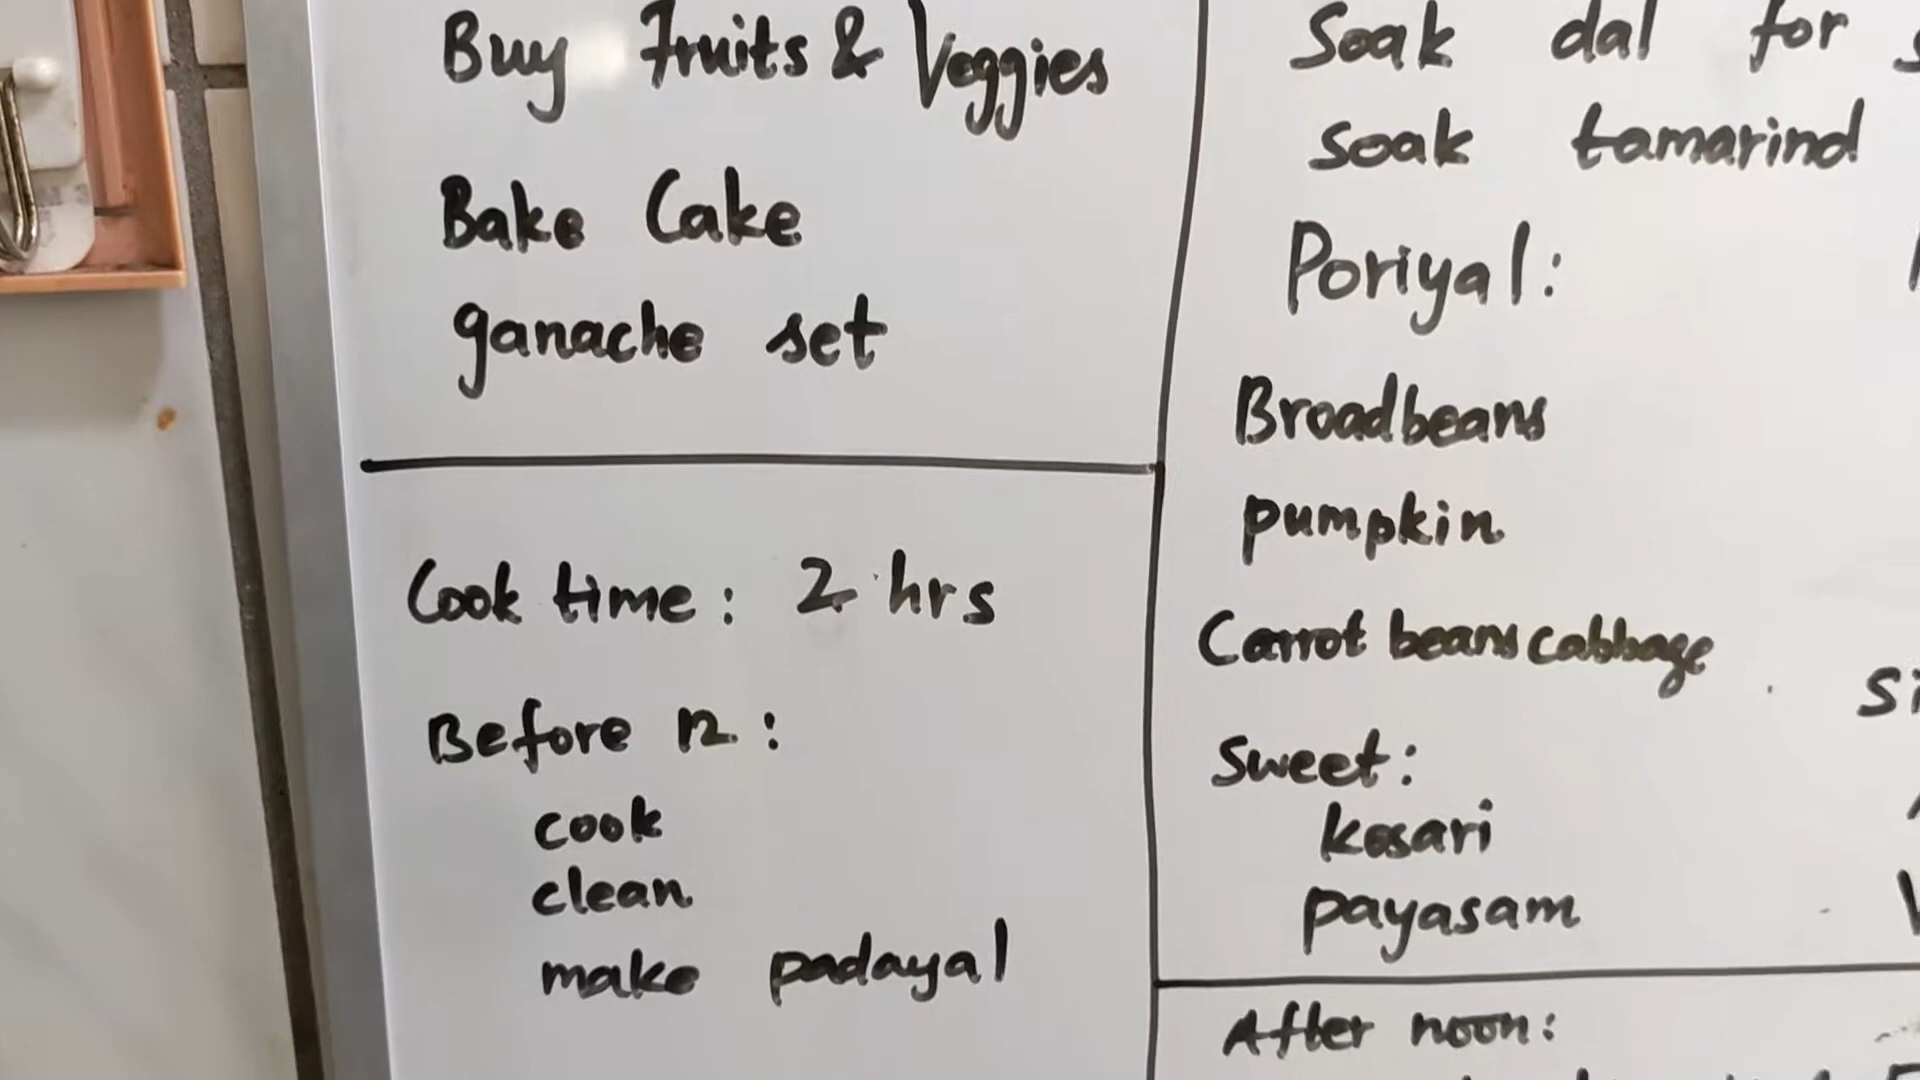 Buy Fruits & Veggies
Bake Cake
ganache set
Cook time: 2 hrs
Before 12:
cook
clean
make padayal
Soak dal for
soak tamarind
Poriyal:
Broadbeans
pumpkin
Carrot beans cabbage
Sweet:
kesari
payasam
After noon: